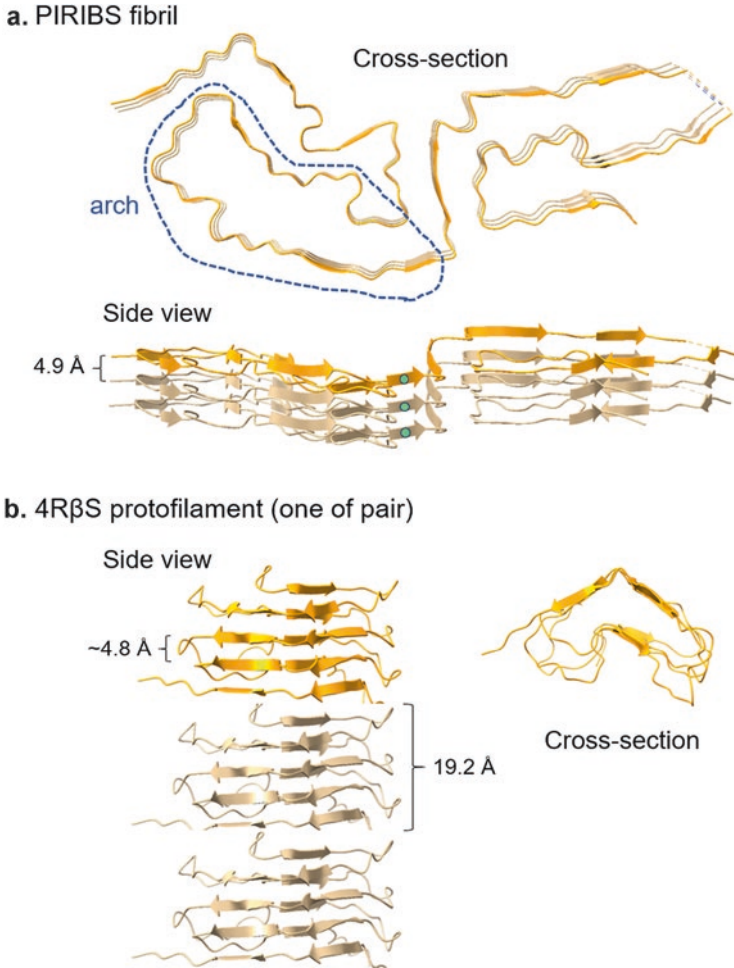 a. PIRIBS fibril
Cross-section
arch
Side view
4.9 Å
b. 4RβS protofilament (one of pair)
Side view
~4.8 Å
19.2 Å
Cross-section